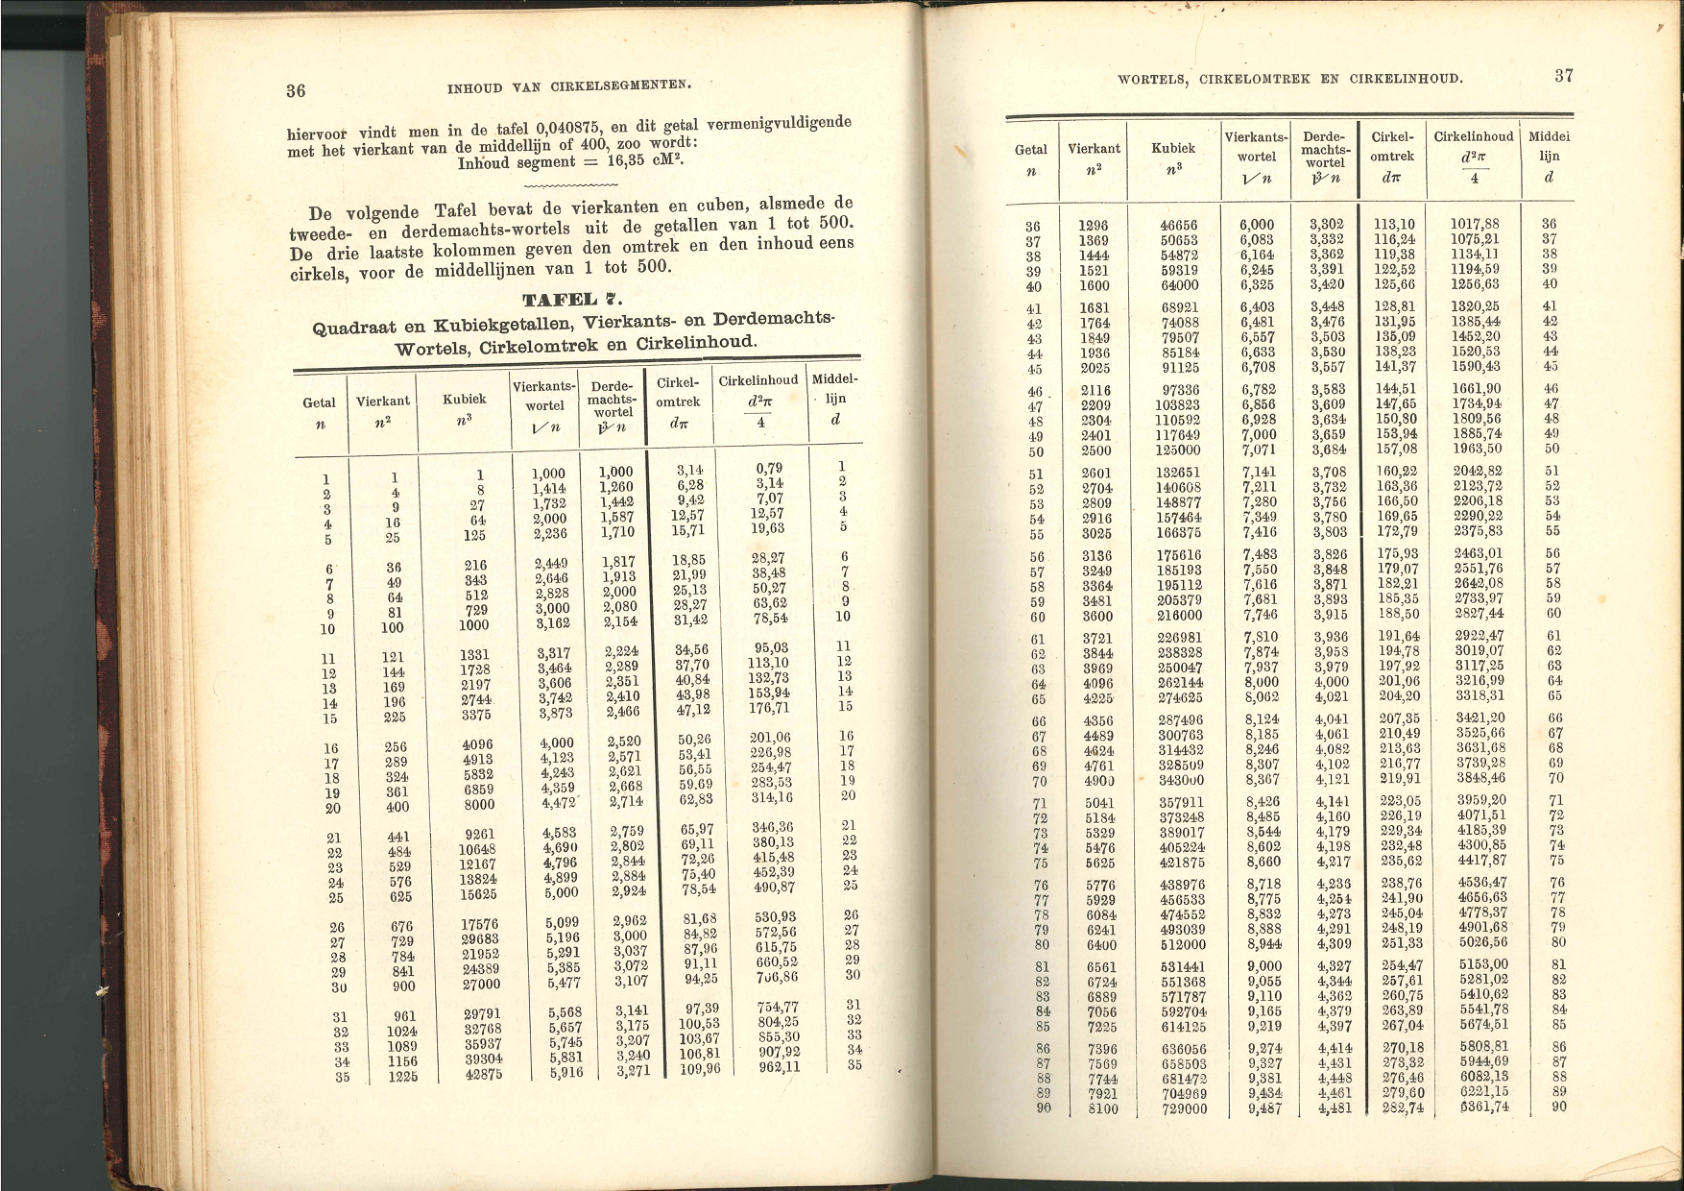 36 INHOUD VAN CIRKELSEGMENTEN.
hiervoor vindt men in de tafel 0,040875, en dit getal vermenigvuldigende
met het vierkant van de middellijn of 400, zoo wordt:
Inhoud segment = 16,35 cM².
De volgende Tafel bevat de vierkanten en cuben, alsmede de
tweede- en derdemachts-wortels uit de getallen van 1 tot 500.
De drie laatste kolommen geven den omtrek en den inhoud eens
cirkels, voor de middellijnen van 1 tot 500.
TAFEL 7.
Quadraat en Kubiekgetallen, Vierkants- en Derdemachts-
Wortels, Cirkelomtrek en Cirkelinhoud.
Getal n Vierkant n² Kubiek n³ Vierkants-wortel √n Derde-machts-wortel ∛n Cirkel-omtrek dπ Cirkelinhoud d²π/4 Middel-lijn d
1 1 1 1,000 1,000 3,14 0,79 1
2 4 8 1,414 1,260 6,28 3,14 2
3 9 27 1,732 1,442 9,42 7,07 3
4 16 64 2,000 1,587 12,57 12,57 4
5 25 125 2,236 1,710 15,71 19,63 5
6 36 216 2,449 1,817 18,85 28,27 6
7 49 343 2,646 1,913 21,99 38,48 7
8 64 512 2,828 2,000 25,13 50,27 8
9 81 729 3,000 2,080 28,27 63,62 9
10 100 1000 3,162 2,154 31,42 78,54 10
11 121 1331 3,317 2,224 34,56 95,03 11
12 144 1728 3,464 2,289 37,70 113,10 12
13 169 2197 3,606 2,351 40,84 132,73 13
14 196 2744 3,742 2,410 43,98 153,94 14
15 225 3375 3,873 2,466 47,12 176,71 15
16 256 4096 4,000 2,520 50,26 201,06 16
17 289 4913 4,123 2,571 53,41 226,98 17
18 324 5832 4,243 2,621 56,55 254,47 18
19 361 6859 4,359 2,668 59.69 283,53 19
20 400 8000 4,472 2,714 62,83 314,16 20
21 441 9261 4,583 2,759 65,97 346,36 21
22 484 10648 4,690 2,802 69,11 380,13 22
23 529 12167 4,796 2,844 72,26 415,48 23
24 576 13824 4,899 2,884 75,40 452,39 24
25 625 15625 5,000 2,924 78,54 490,87 25
26 676 17576 5,099 2,962 81,68 530,93 26
27 729 29683 5,196 3,000 84,82 572,56 27
28 784 21952 5,291 3,037 87,96 615,75 28
29 841 24389 5,385 3,072 91,11 660,52 29
30 900 27000 5,477 3,107 94,25 706,86 30
31 961 29791 5,568 3,141 97,39 754,77 31
32 1024 32768 5,657 3,175 100,53 804,25 32
33 1089 35937 5,745 3,207 103,67 855,30 33
34 1156 39304 5,831 3,240 106,81 907,92 34
35 1225 42875 5,916 3,271 109,96 962,11 35
WORTELS, CIRKELOMTREK EN CIRKELINHOUD. 37
Getal n Vierkant n² Kubiek n³ Vierkants-wortel √n Derde-machts-wortel ∛n Cirkel-omtrek dπ Cirkelinhoud d²π/4 Middel lijn d
36 1296 46656 6,000 3,302 113,10 1017,88 36
37 1369 50653 6,083 3,332 116,24 1075,21 37
38 1444 54872 6,164 3,362 119,38 1134,11 38
39 1521 59319 6,245 3,391 122,52 1194,59 39
40 1600 64000 6,325 3,420 125,66 1256,63 40
41 1681 68921 6,403 3,448 128,81 1320,25 41
42 1764 74088 6,481 3,476 131,95 1385,44 42
43 1849 79507 6,557 3,503 135,09 1452,20 43
44 1936 85184 6,633 3,530 138,23 1520,53 44
45 2025 91125 6,708 3,557 141,37 1590,43 45
46 2116 97336 6,782 3,583 144,51 1661,90 46
47 2209 103823 6,856 3,609 147,65 1734,94 47
48 2304 110592 6,928 3,634 150,80 1809,56 48
49 2401 117649 7,000 3,659 153,94 1885,74 49
50 2500 125000 7,071 3,684 157,08 1963,50 50
51 2601 132651 7,141 3,708 160,22 2042,82 51
52 2704 140608 7,211 3,732 163,36 2123,72 52
53 2809 148877 7,280 3,756 166,50 2206,18 53
54 2916 157464 7,349 3,780 169,65 2290,22 54
55 3025 166375 7,416 3,803 172,79 2375,83 55
56 3136 175616 7,483 3,826 175,93 2463,01 56
57 3249 185193 7,550 3,848 179,07 2551,76 57
58 3364 195112 7,616 3,871 182,21 2642,08 58
59 3481 205379 7,681 3,893 185,35 2733,97 59
60 3600 216000 7,746 3,915 188,50 2827,44 60
61 3721 226981 7,810 3,936 191,64 2922,47 61
62 3844 238328 7,874 3,958 194,78 3019,07 62
63 3969 250047 7,937 3,979 197,92 3117,25 63
64 4096 262144 8,000 4,000 201,06 3216,99 64
65 4225 274625 8,062 4,021 204,20 3318,31 65
66 4356 287496 8,124 4,041 207,35 3421,20 66
67 4489 300763 8,185 4,061 210,49 3525,66 67
68 4624 314432 8,246 4,082 213,63 3631,68 68
69 4761 328509 8,307 4,102 216,77 3739,28 69
70 4900 343000 8,367 4,121 219,91 3848,46 70
71 5041 357911 8,426 4,141 223,05 3959,20 71
72 5184 373248 8,485 4,160 226,19 4071,51 72
73 5329 389017 8,544 4,179 229,34 4185,39 73
74 5476 405224 8,602 4,198 232,48 4300,85 74
75 5625 421875 8,660 4,217 235,62 4417,87 75
76 5776 438976 8,718 4,236 238,76 4536,47 76
77 5929 456533 8,775 4,254 241,90 4656,63 77
78 6084 474552 8,832 4,273 245,04 4778,37 78
79 6241 493039 8,888 4,291 248,19 4901,68 79
80 6400 512000 8,944 4,309 251,33 5026,56 80
81 6561 531441 9,000 4,327 254,47 5153,00 81
82 6724 551368 9,055 4,344 257,61 5281,02 82
83 6889 571787 9,110 4,362 260,75 5410,62 83
84 7056 592704 9,165 4,379 263,89 5541,78 84
85 7225 614125 9,219 4,397 267,04 5674,51 85
86 7396 636056 9,274 4,414 270,18 5808,81 86
87 7569 658503 9,327 4,431 273,32 5944,69 87
88 7744 681472 9,381 4,448 276,46 6082,13 88
89 7921 704969 9,434 4,461 279,60 6221,15 89
90 8100 729000 9,487 4,481 282,74 6361,74 90